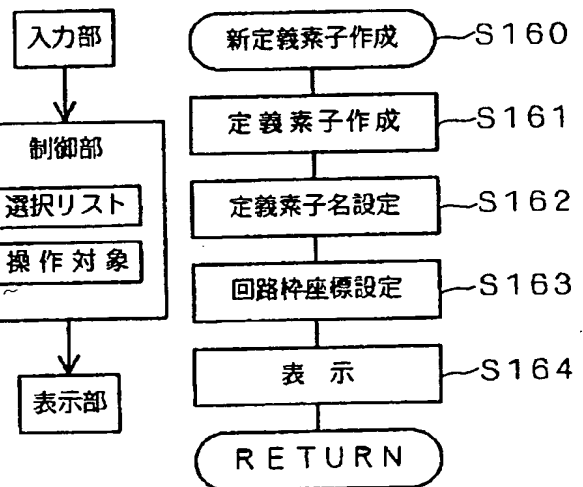 入力部
制御部
選択リスト
操作対象
表示部
新定義素子作成 S160
定義素子作成 S161
定義素子名設定 S162
回路枠座標設定 S163
表示 S164
RETURN